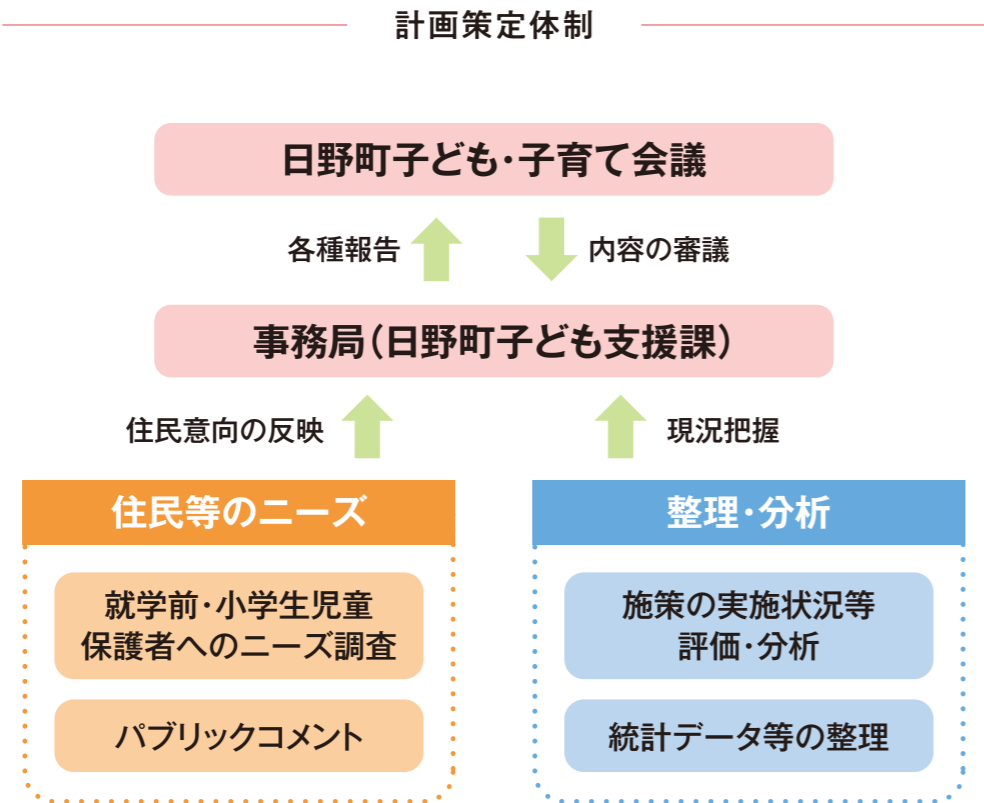 計画策定体制
日野町子ども・子育て会議
各種報告
内容の審議
事務局(日野町子ども支援課)
住民意向の反映
現況把握
住民等のニーズ
就学前・小学生児童
保護者へのニーズ調査
パブリックコメント
整理・分析
施策の実施状況等
評価・分析
統計データ等の整理